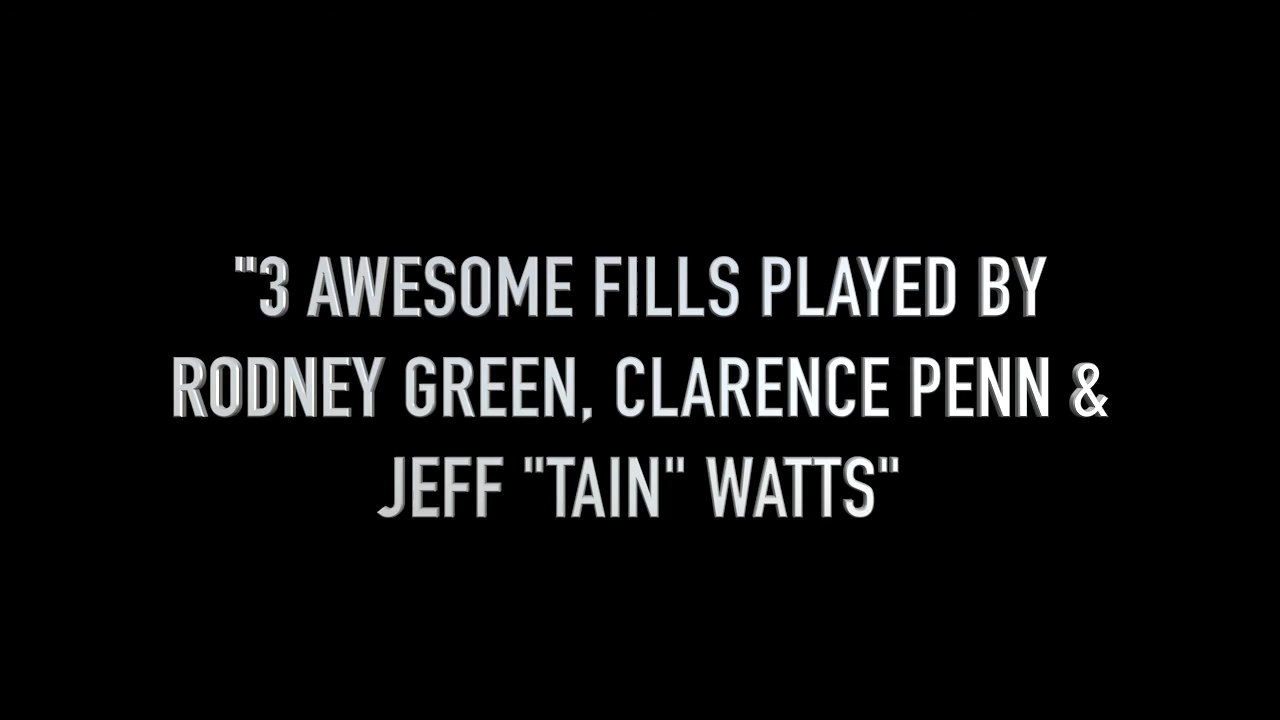 "3 AWESOME FILLS PLAYED BY
RODNEY GREEN, CLARENCE PENN &
JEFF "TAIN" WATTS"